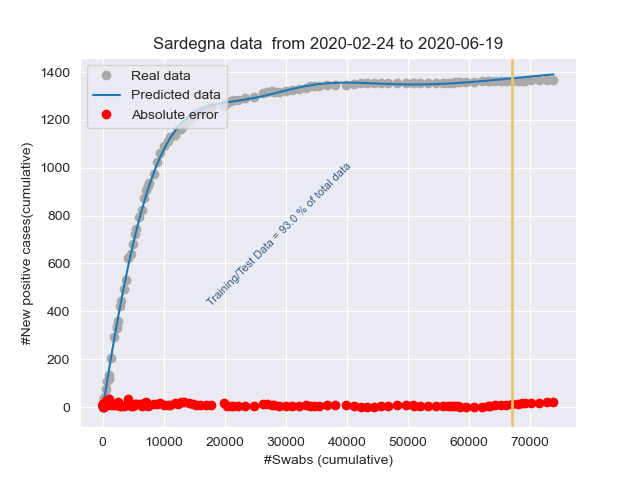 Sardegna data  from 2020-02-24 to 2020-06-19
Real data
Predicted data
Absolute error
Training/Test Data = 93.0 % of total data
#New positive cases(cumulative)
1400
1200
1000
800
600
400
200
0
0 10000 20000 30000 40000 50000 60000 70000
#Swabs (cumulative)